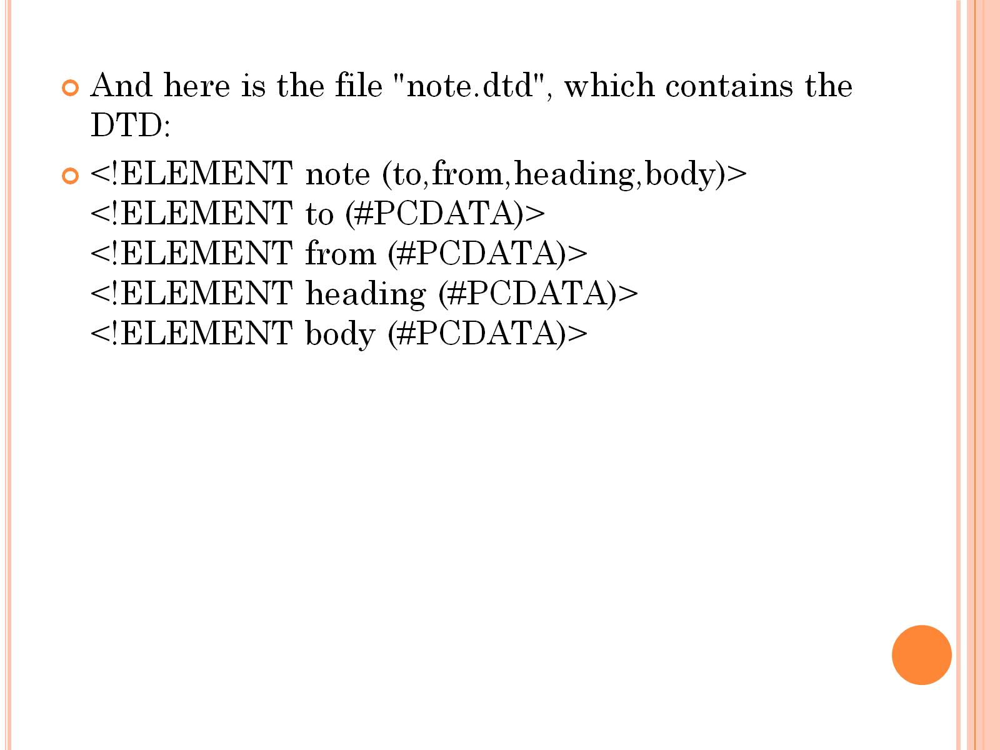 And here is the file "note.dtd", which contains the
DTD:
<!ELEMENT note (to,from,heading,body)>
<!ELEMENT to (#PCDATA)>
<!ELEMENT from (#PCDATA)>
<!ELEMENT heading (#PCDATA)>
<!ELEMENT body (#PCDATA)>